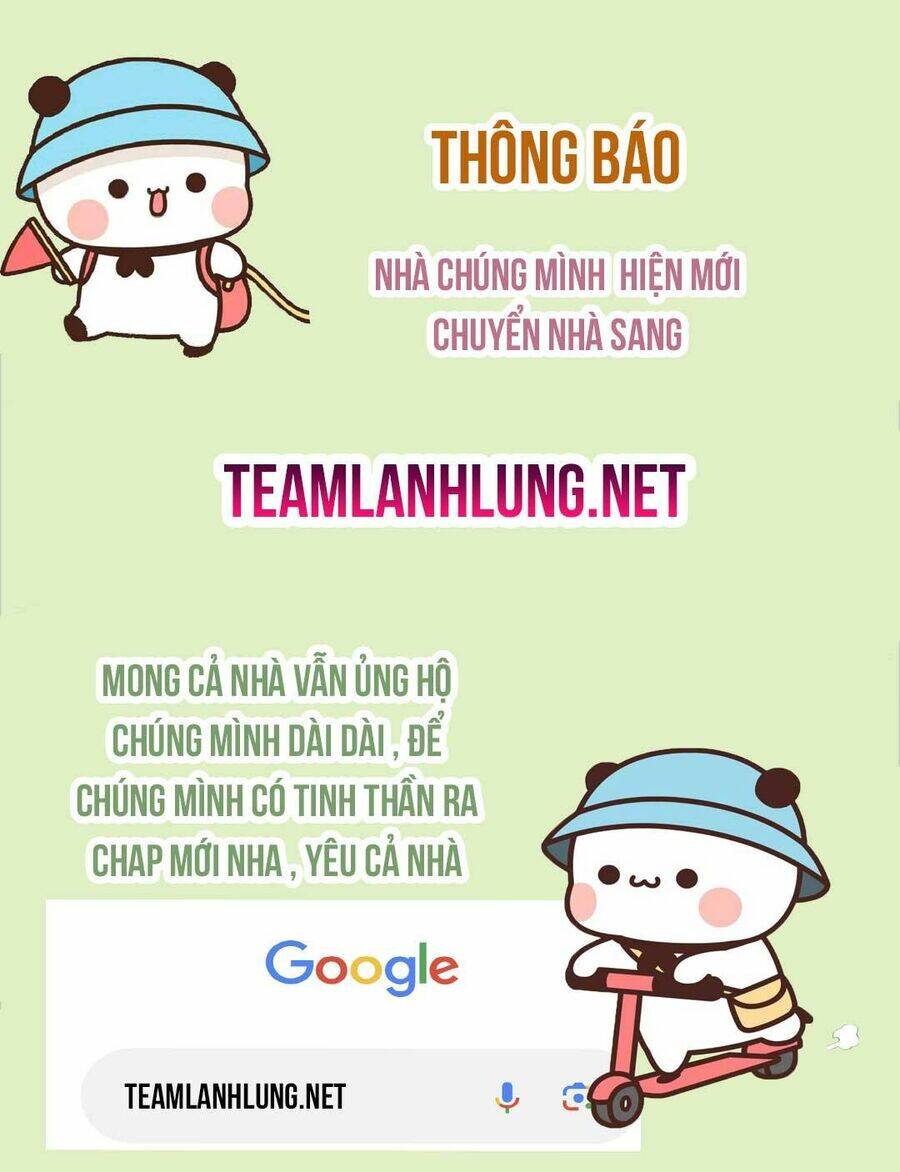 THÔNG BÁO
NHÀ CHÚNG MÌNH HIỆN MỚI
CHUYỂN NHÀ SANG
TEAMLANHLUNG.NET
MONG CẢ NHÀ VẪN ỦNG HỘ
CHÚNG MÌNH DÀI DÀI , ĐỂ
CHÚNG MÌNH CÓ TINH THẦN RA
CHAP MỚI NHA , YÊU CẢ NHÀ
Google
TEAMLANHLUNG.NET